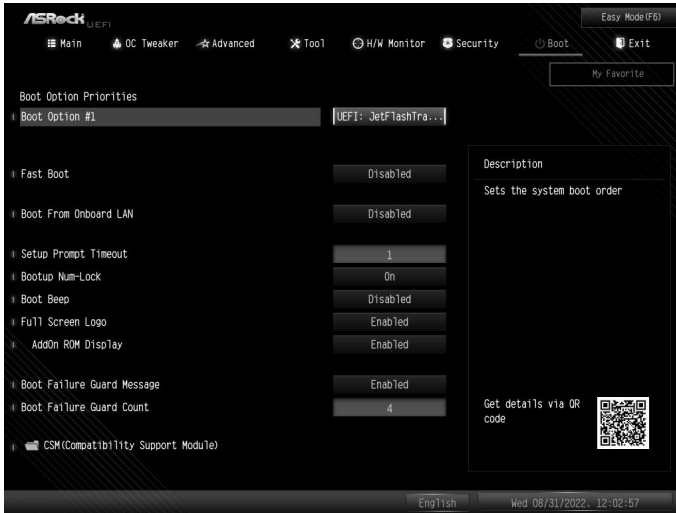 ASRock UEFI
Easy Mode(F6)
Main
OC Tweaker
Advanced
Tool
H/W Monitor
Security
Boot
Exit
My Favorite
Boot Option Priorities
Boot Option #1
UEFI: JetFlashTra...
Fast Boot
Disabled
Boot From Onboard LAN
Disabled
Setup Prompt Timeout
1
Bootup Num-Lock
On
Boot Beep
Disabled
Full Screen Logo
Enabled
AddOn ROM Display
Enabled
Boot Failure Guard Message
Enabled
Boot Failure Guard Count
4
CSM(Compatibility Support Module)
Description
Sets the system boot order
Get details via QR
code
English
Wed 08/31/2022, 12:02:57